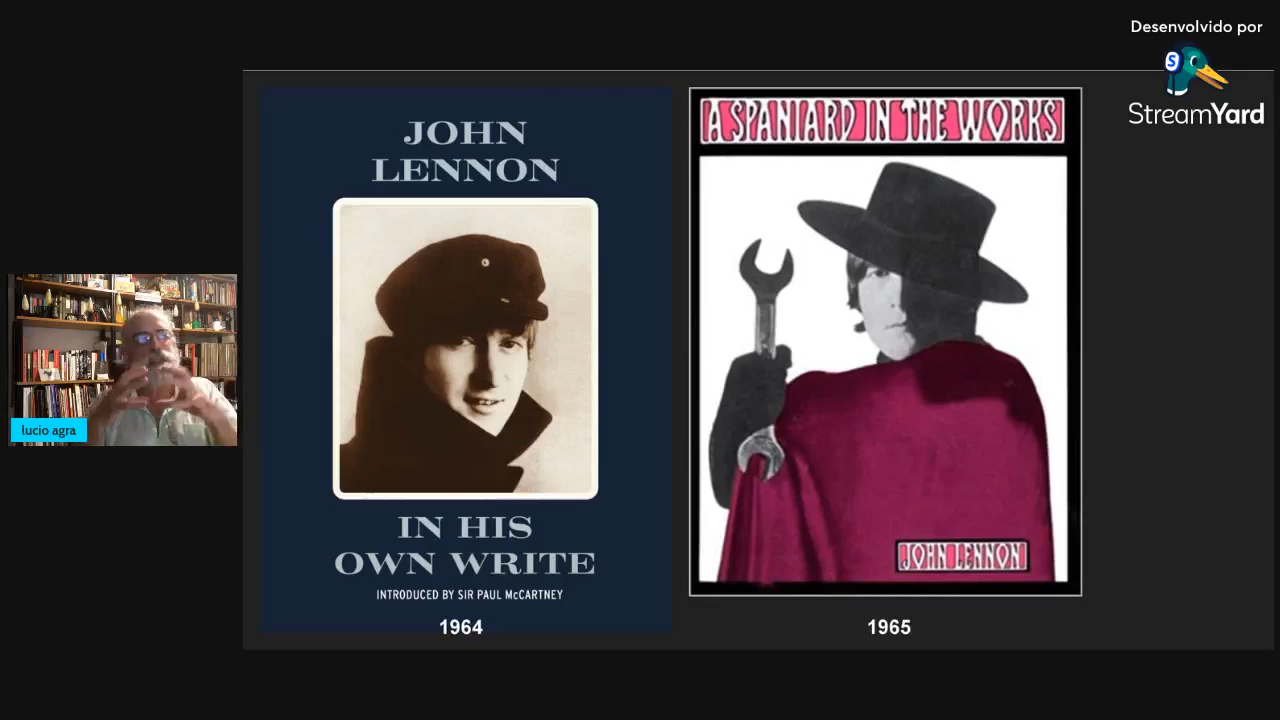 Desenvolvido por
StreamYard
JOHN
LENNON
IN HIS
OWN WRITE
INTRODUCED BY SIR PAUL McCARTNEY
1964
A SPANIARD IN THE WORKS
JOHN LENNON
1965
lucio agra